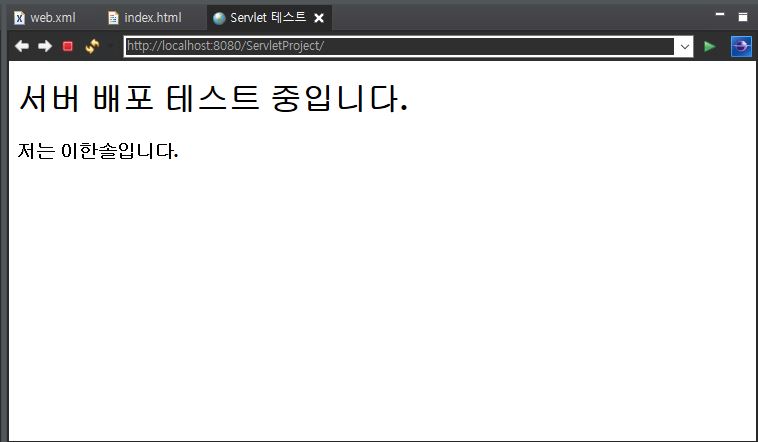 web.xml
index.html
Servlet 테스트
http://localhost:8080/ServletProject/
서버 배포 테스트 중입니다.
저는 이한솔입니다.